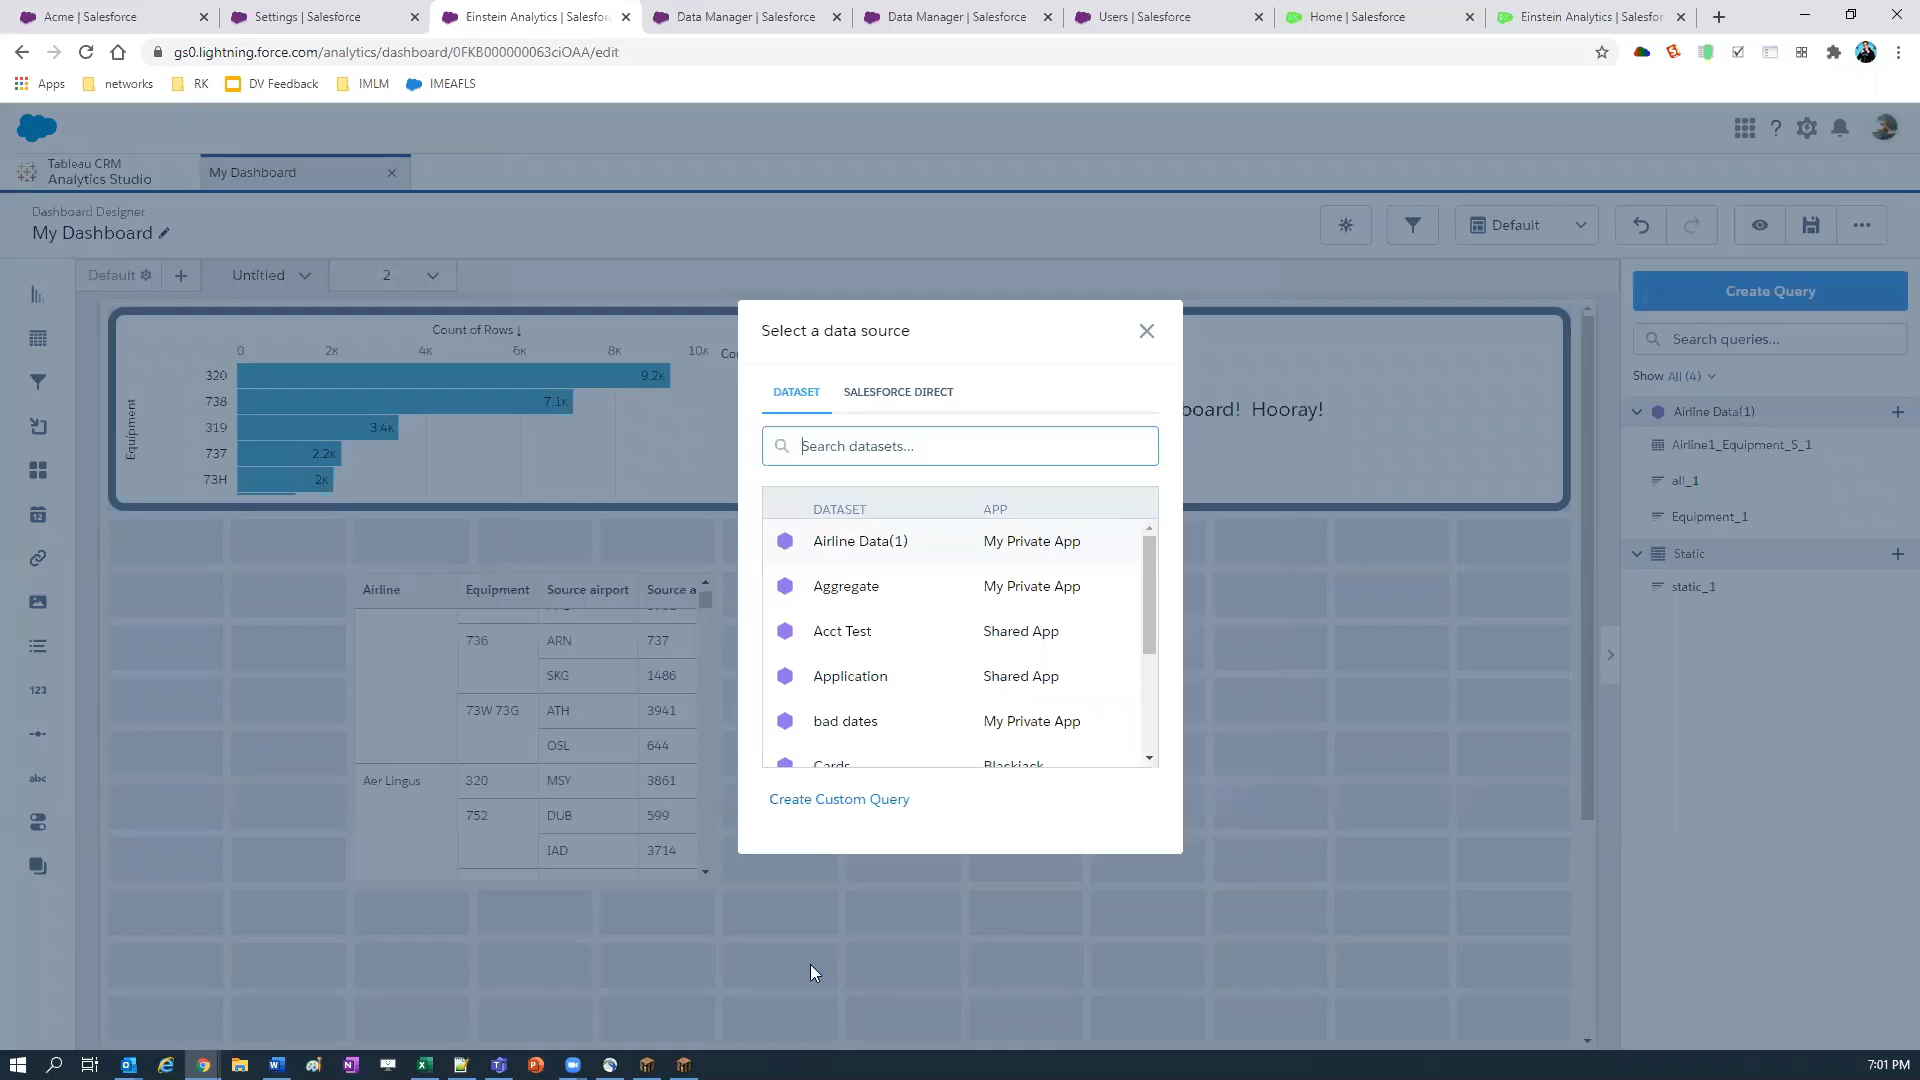 Acme | Salesforce
Settings | Salesforce
Einstein Analytics | Salesfor
Data Manager | Salesforce
Data Manager | Salesforce
Users | Salesforce
Home | Salesforce
Einstein Analytics | Salesfor
gs0.lightning.force.com/analytics/dashboard/0FKB000000063ciOAA/edit
Apps
networks
RK
DV Feedback
IMLM
IMEAFLS
Tableau CRM
Analytics Studio
My Dashboard
Dashboard Designer
My Dashboard
Default
Default
Untitled
2
Create Query
Search queries...
Show All (4)
Airline Data(1)
Airline1_Equipment_S_1
all_1
Equipment_1
Static
static_1
Count of Rows ↓
0 2K 4K 6K 8K 10K
Equipment
320 9.2K
738 7.1K
319 3.4K
737 2.2K
73H 2K
Cou
board! Hooray!
Airline Equipment Source airport Source a
736 ARN 737
SKG 1486
73W 73G ATH 3941
OSL 644
Aer Lingus 320 MSY 3861
752 DUB 599
IAD 3714
12
123
abc
Select a data source
DATASET SALESFORCE DIRECT
Search datasets...
DATASET APP
Airline Data(1) My Private App
Aggregate My Private App
Acct Test Shared App
Application Shared App
bad dates My Private App
Cards Blackjack
Create Custom Query
7:01 PM